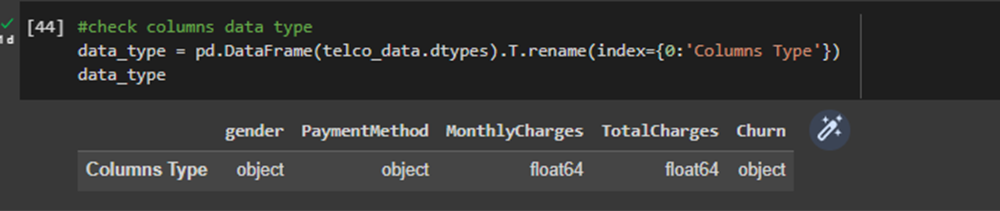 [44] #check columns data type
data_type = pd.DataFrame(telco_data.dtypes).T.rename(index={0:'Columns Type'})
data_type
gender PaymentMethod MonthlyCharges TotalCharges Churn
Columns Type object object float64 float64 object